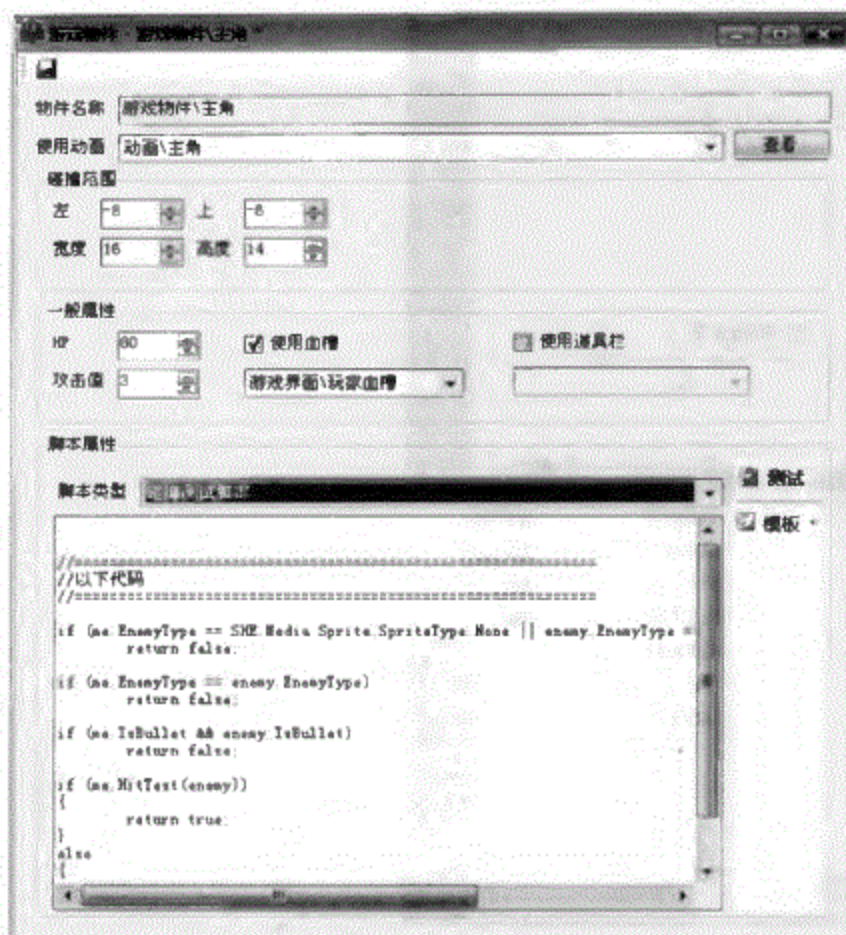 游戏物件 - 游戏物件\主角 *
物件名称 游戏物件\主角
使用动画 动画\主角 查看
碰撞范围
左 -8 上 -6
宽度 16 高度 14
一般属性
HP 60 使用血槽 使用道具栏
攻击值 3 游戏界面\玩家血槽
脚本属性
脚本类型 测试
模板
//以下代码
if (me.EnemyType == SHE.Media.Sprite.SpriteType.None || enemy.EnemyType =
return false;
if (me.EnemyType == enemy.EnemyType)
return false;
if (me.IsBullet && enemy.IsBullet)
return false;
if (me.HitTest(enemy))
{
return true;
}
else
{